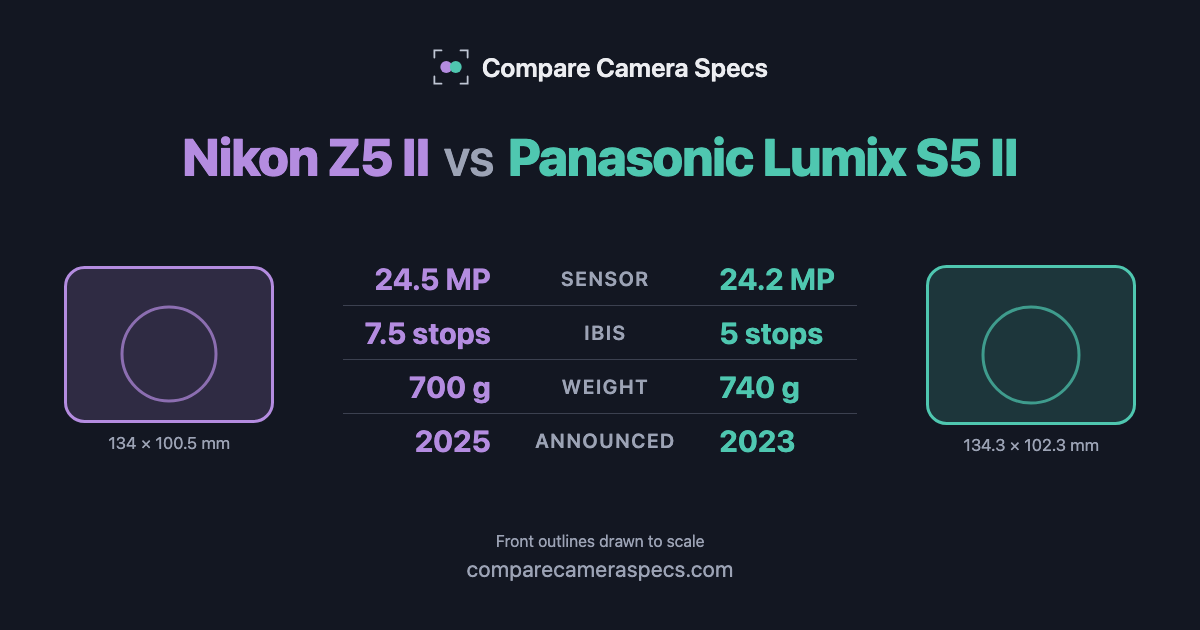 Compare Camera Specs
Nikon Z5 II vs Panasonic Lumix S5 II
24.5 MP SENSOR 24.2 MP
7.5 stops IBIS 5 stops
700 g WEIGHT 740 g
2025 ANNOUNCED 2023
134 × 100.5 mm
134.3 × 102.3 mm
Front outlines drawn to scale
comparecameraspecs.com